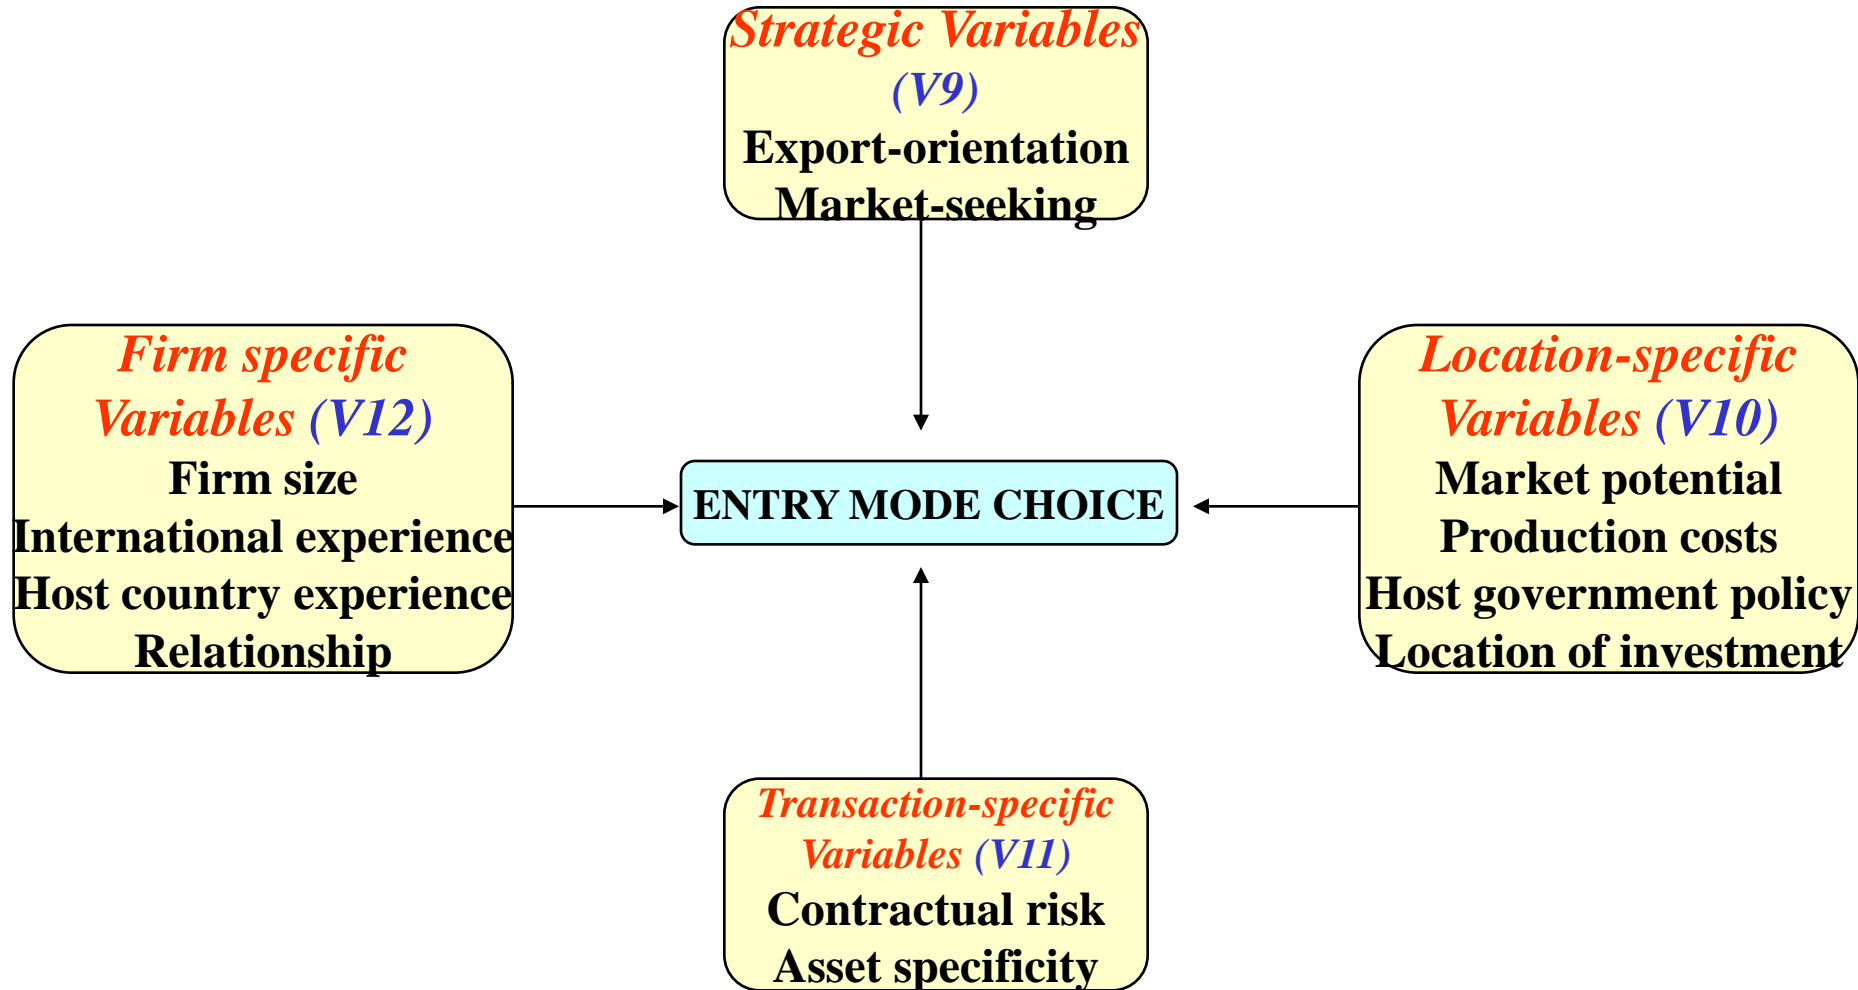 Strategic Variables
(V9)
Export-orientation
Market-seeking
Firm specific
Variables (V12)
Firm size
International experience
Host country experience
Relationship
ENTRY MODE CHOICE
Location-specific
Variables (V10)
Market potential
Production costs
Host government policy
Location of investment
Transaction-specific
Variables (V11)
Contractual risk
Asset specificity